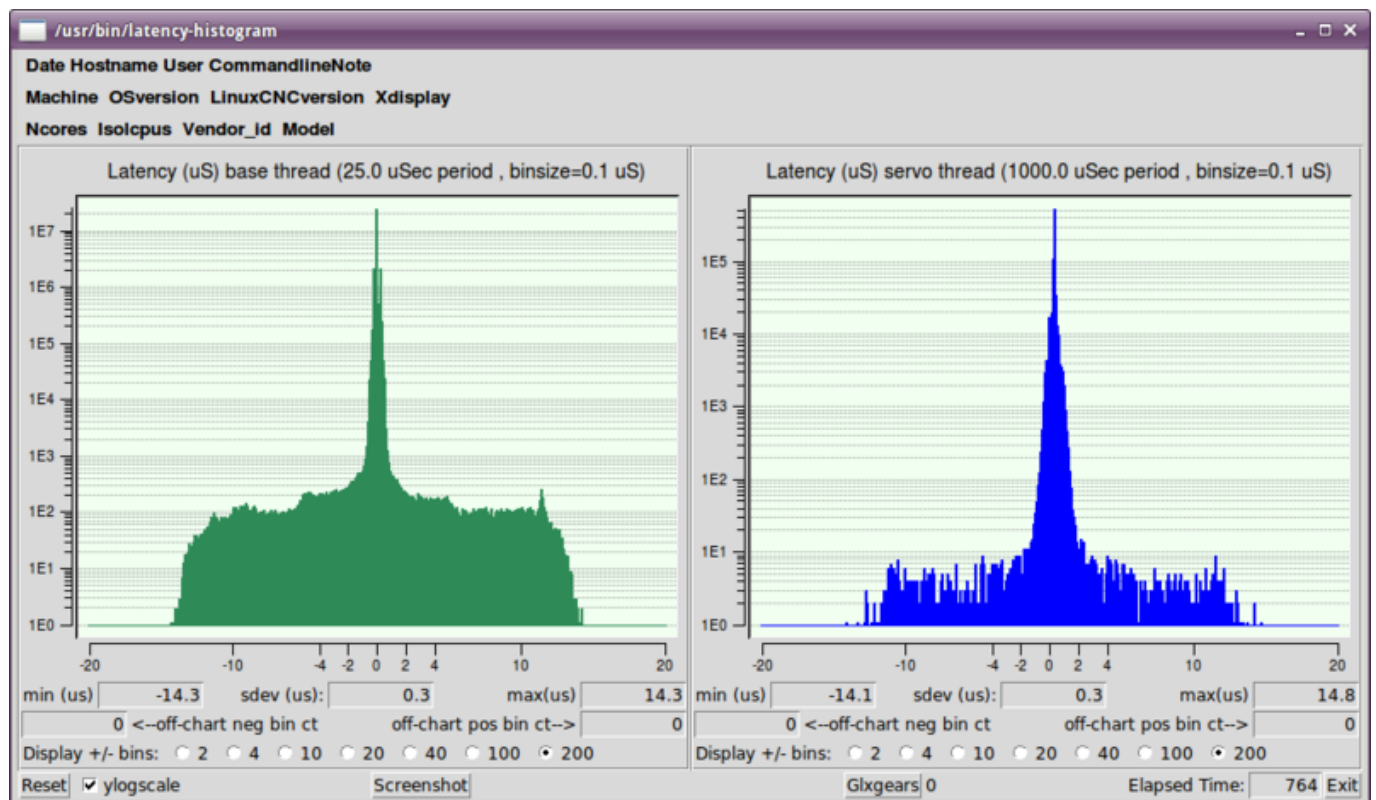 /usr/bin/latency-histogram
Date Hostname User CommandlineNote
Machine OSversion LinuxCNCversion Xdisplay
Ncores Isolcpus Vendor_id Model
Latency (uS) base thread (25.0 uSec period , binsize=0.1 uS)
1E7
1E6
1E5
1E4
1E3
1E2
1E1
1E0
-20 -10 -4 -2 0 2 4 10 20
min (us) -14.3 sdev (us): 0.3 max(us) 14.3
0 <--off-chart neg bin ct off-chart pos bin ct--> 0
Display +/- bins: 2 4 10 20 40 100 200
Latency (uS) servo thread (1000.0 uSec period , binsize=0.1 uS)
1E5
1E4
1E3
1E2
1E1
1E0
-20 -10 -4 -2 0 2 4 10 20
min (us) -14.1 sdev (us): 0.3 max(us) 14.8
0 <--off-chart neg bin ct off-chart pos bin ct--> 0
Display +/- bins: 2 4 10 20 40 100 200
Reset ylogscale Screenshot Glxgears 0 Elapsed Time: 764 Exit